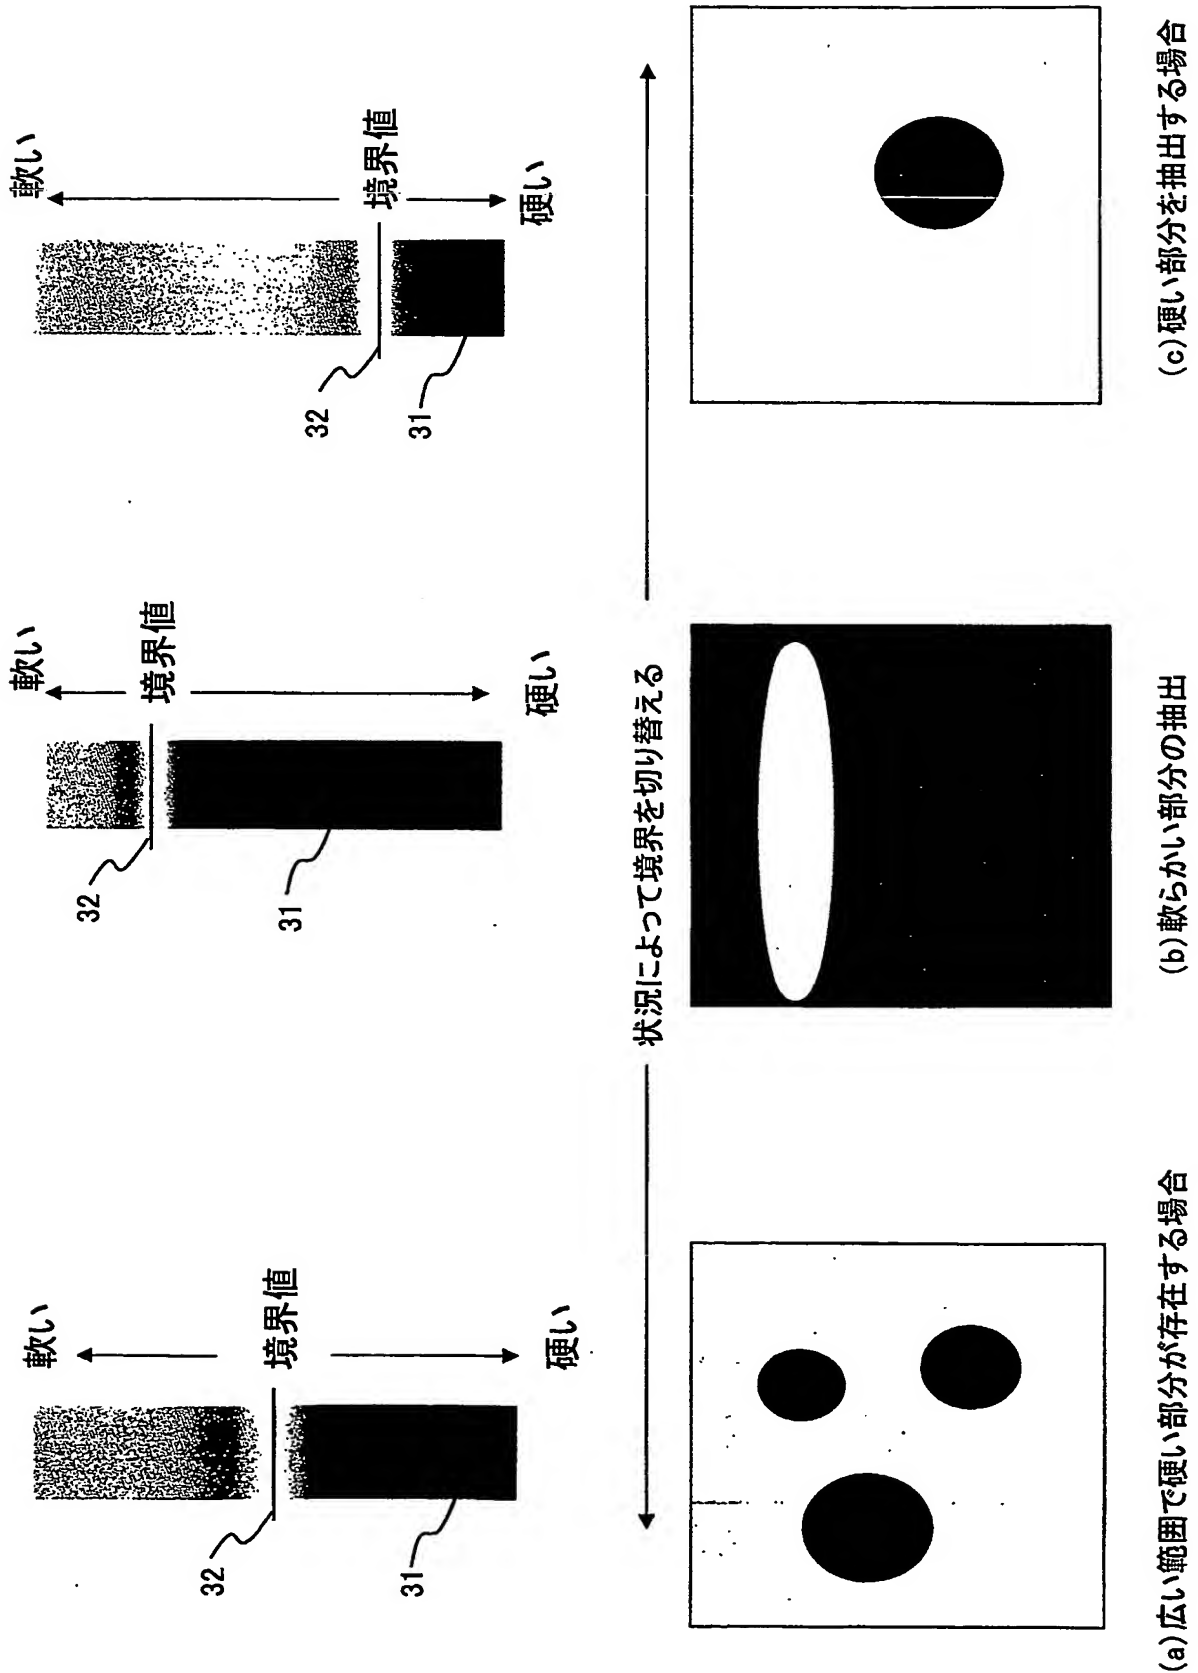 軟い
32
境界値
31
硬い
軟い
32
境界値
31
硬い
軟い
32
境界値
31
硬い
状況によって境界を切り替える
(a)広い範囲で硬い部分が存在する場合
(b)軟らかい部分の抽出
(c)硬い部分を抽出する場合